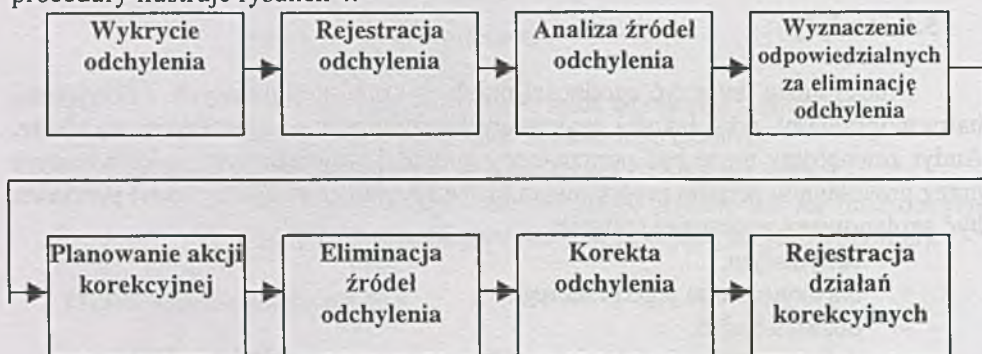 procedury ilustruje rysunek
Wykrycie
odchylenia
Rejestracja
odchylenia
Analiza źródeł
odchylenia
Wyznaczenie
odpowiedzialnych
za eliminację
odchylenia
Planowanie akcji
korekcyjnej
Eliminacja
źródeł
odchylenia
Korekta
odchylenia
Rejestracja
działań
korekcyjnych